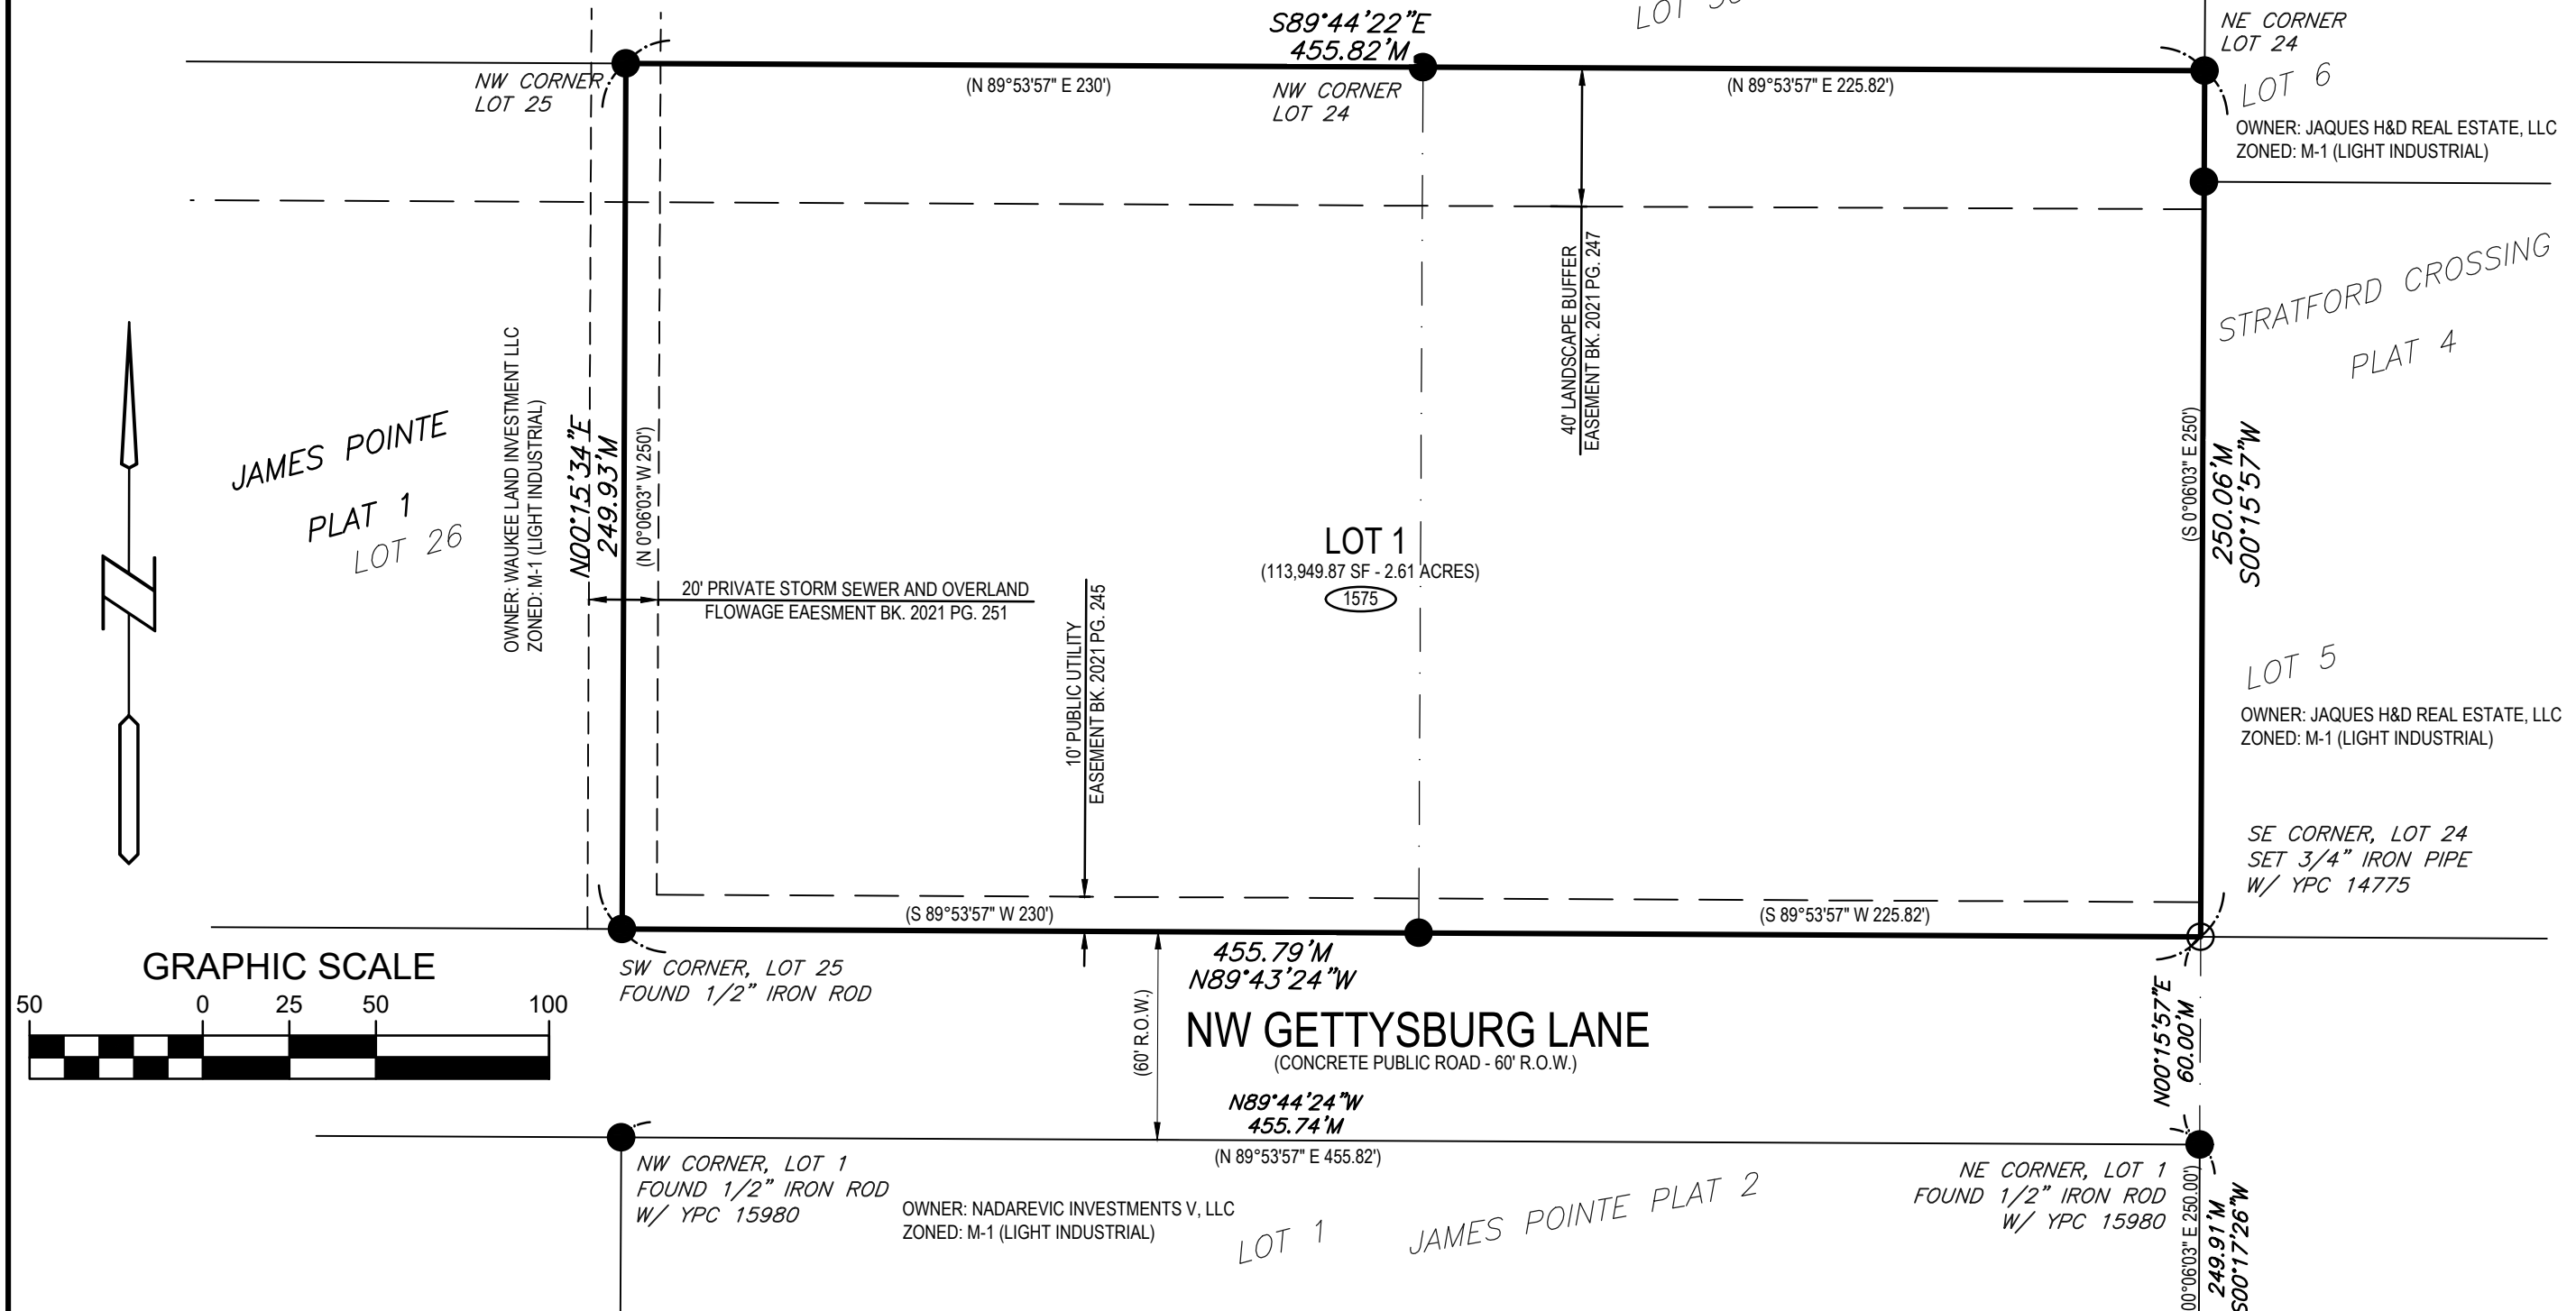 S89°44'22"E
455.82'M
LOT
NE CORNER
LOT 24
NW CORNER
LOT 25
(N 89°53'57" E 230')
NW CORNER
LOT 24
(N 89°53'57" E 225.82')
LOT 6
OWNER: JAQUES H&D REAL ESTATE, LLC
ZONED: M-1 (LIGHT INDUSTRIAL)
40' LANDSCAPE BUFFER
EASEMENT BK. 2021 PG. 247
STRATFORD CROSSING
PLAT 4
JAMES POINTE
PLAT 1
LOT 26
OWNER: WAUKEE LAND INVESTMENT LLC
ZONED: M-1 (LIGHT INDUSTRIAL)
N00°15'34"E
249.93'M
(N 0°06'03" W 250')
(S 0°06'03" E 250')
250.06'M
S00°15'57"W
LOT 1
(113,949.87 SF - 2.61 ACRES)
1575
20' PRIVATE STORM SEWER AND OVERLAND
FLOWAGE EAESMENT BK. 2021 PG. 251
10' PUBLIC UTILITY
EASEMENT BK. 2021 PG. 245
LOT 5
OWNER: JAQUES H&D REAL ESTATE, LLC
ZONED: M-1 (LIGHT INDUSTRIAL)
SE CORNER, LOT 24
SET 3/4" IRON PIPE
W/ YPC 14775
(S 89°53'57" W 230')
(S 89°53'57" W 225.82')
455.79'M
N89°43'24"W
SW CORNER, LOT 25
FOUND 1/2" IRON ROD
GRAPHIC SCALE
50 0 25 50 100
(60' R.O.W.)
NW GETTYSBURG LANE
(CONCRETE PUBLIC ROAD - 60' R.O.W.)
N00°15'57"E
60.00'M
N89°44'24"W
455.74'M
(N 89°53'57" E 455.82')
NW CORNER, LOT 1
FOUND 1/2" IRON ROD
W/ YPC 15980
OWNER: NADAREVIC INVESTMENTS V, LLC
ZONED: M-1 (LIGHT INDUSTRIAL)
LOT 1
JAMES POINTE PLAT 2
NE CORNER, LOT 1
FOUND 1/2" IRON ROD
W/ YPC 15980
00°06'03" E 250.00')
249.91'M
S00°17'26"W